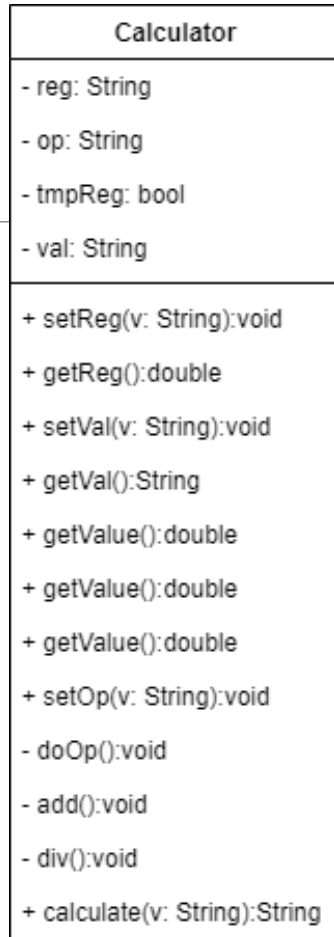 Calculator
- reg: String
- op: String
- tmpReg: bool
- val: String
+ setReg(v: String):void
+ getReg():double
+ setVal(v: String):void
+ getVal():String
+ getValue():double
+ getValue():double
+ getValue():double
+ setOp(v: String):void
- doOp():void
- add():void
- div():void
+ calculate(v: String):String